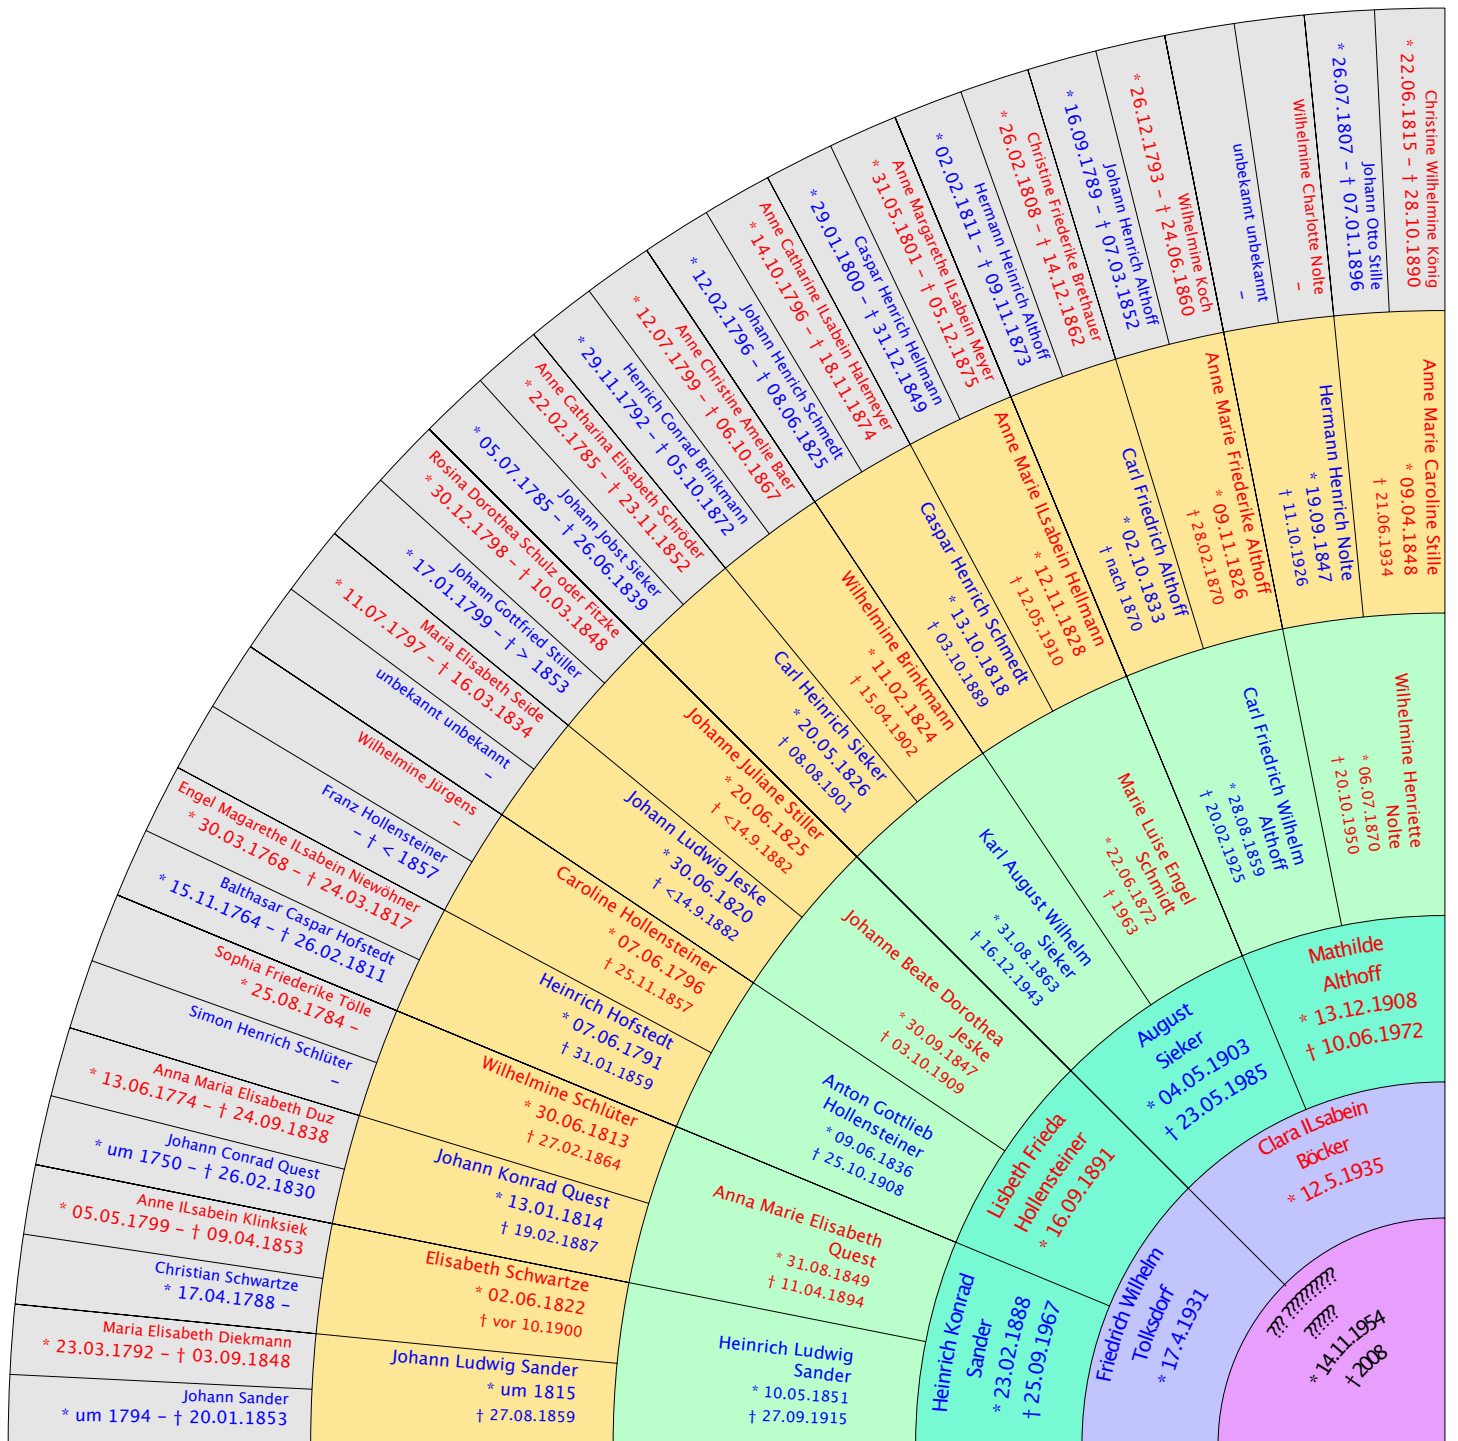 ??? ?????????
??????
* 14.11.1954
† 2008
Friedrich Wilhelm
Tolksdorf
* 17.4.1931
Clara ILsabein
Böcker
* 12.5.1935
Heinrich Konrad
Sander
* 23.02.1888
† 25.09.1967
Lisbeth Frieda
Hollensteiner
* 16.09.1891
August
Sieker
* 04.05.1903
† 23.05.1985
Mathilde
Althoff
* 13.12.1908
† 10.06.1972
Heinrich Ludwig
Sander
* 10.05.1851
† 27.09.1915
Anna Marie Elisabeth
Quest
* 31.08.1849
† 11.04.1894
Anton Gottlieb
Hollensteiner
* 09.06.1836
† 25.10.1908
Johanne Beate Dorothea
Jeske
* 30.09.1847
† 03.10.1909
Karl August Wilhelm
Sieker
* 31.08.1863
† 16.12.1943
Marie Luise Engel
Schmidt
* 22.06.1872
† 1963
Carl Friedrich Wilhelm
Althoff
* 28.08.1859
† 20.02.1925
Wilhelmine Henriette
Nolte
* 06.07.1870
† 20.10.1950
Johann Ludwig Sander
* um 1815
† 27.08.1859
Elisabeth Schwartze
* 02.06.1822
† vor 10.1900
Johann Konrad Quest
* 13.01.1814
† 19.02.1887
Wilhelmine Schlüter
* 30.06.1813
† 27.02.1864
Heinrich Hofstedt
* 07.06.1791
† 31.01.1859
Caroline Hollensteiner
* 07.06.1796
† 25.11.1857
Johann Ludwig Jeske
* 30.06.1820
† <14.9.1882
Johanne Juliane Stiller
* 20.06.1825
† <14.9.1882
Carl Heinrich Sieker
* 20.05.1826
† 08.08.1901
Wilhelmine Brinkmann
* 11.02.1824
† 15.04.1902
Caspar Henrich Schmedt
* 13.10.1818
† 03.10.1889
Anne Marie ILsabein Hellmann
* 12.11.1828
† 12.05.1910
Carl Friedrich Althoff
* 02.10.1833
† nach 1870
Anne Marie Friederike Althoff
* 09.11.1826
† 28.02.1870
Hermann Henrich Nolte
* 19.09.1847
† 11.10.1926
Anne Marie Caroline Stille
* 09.04.1848
† 21.06.1934
Johann Sander
* um 1794 – † 20.01.1853
Maria Elisabeth Diekmann
* 23.03.1792 – † 03.09.1848
Christian Schwartze
* 17.04.1788 –
Anne ILsabein Klinksiek
* 05.05.1799 – † 09.04.1853
Johann Conrad Quest
* um 1750 – † 26.02.1830
Anna Maria Elisabeth Duz
* 13.06.1774 – † 24.09.1838
Simon Henrich Schlüter
–
Sophia Friederike Tölle
* 25.08.1784 –
Balthasar Caspar Hofstedt
* 15.11.1764 – † 26.02.1811
Engel Magarethe ILsabein Niewöhner
* 30.03.1768 – † 24.03.1817
Franz Hollensteiner
– † < 1857
Wilhelmine Jürgens
–
unbekannt unbekannt
–
Maria Elisabeth Seide
* 11.07.1797 – † 16.03.1834
Johann Gottfried Stiller
* 17.01.1799 – † > 1853
Rosina Dorothea Schulz oder Fitzke
* 30.12.1798 – † 10.03.1848
Johann Jobst Sieker
* 05.07.1785 – † 26.06.1839
Anne Catharina Elisabeth Schröder
* 22.02.1785 – † 23.11.1852
Henrich Conrad Brinkmann
* 29.11.1792 – † 05.10.1872
Anne Christine Amelie Baer
* 12.07.1799 – † 06.10.1867
Johann Henrich Schmedt
* 12.02.1796 – † 08.06.1825
Anne Catharine ILsabein Halemeyer
* 14.10.1796 – † 18.11.1874
Caspar Henrich Hellmann
* 29.01.1800 – † 31.12.1849
Anne Margarethe ILsabein Meyer
* 31.05.1801 – † 05.12.1875
Hermann Heinrich Althoff
* 02.02.1811 – † 09.11.1873
Christine Friederike Brethauer
* 26.02.1808 – † 14.12.1862
Johann Henrich Althoff
* 16.09.1789 – † 07.03.1852
Wilhelmine Koch
* 26.12.1793 – † 24.06.1860
unbekannt unbekannt
–
Wilhelmine Charlotte Nolte
–
Johann Otto Stille
* 26.07.1807 – † 07.01.1896
Christine Wilhelmine König
* 22.06.1815 – † 28.10.1890